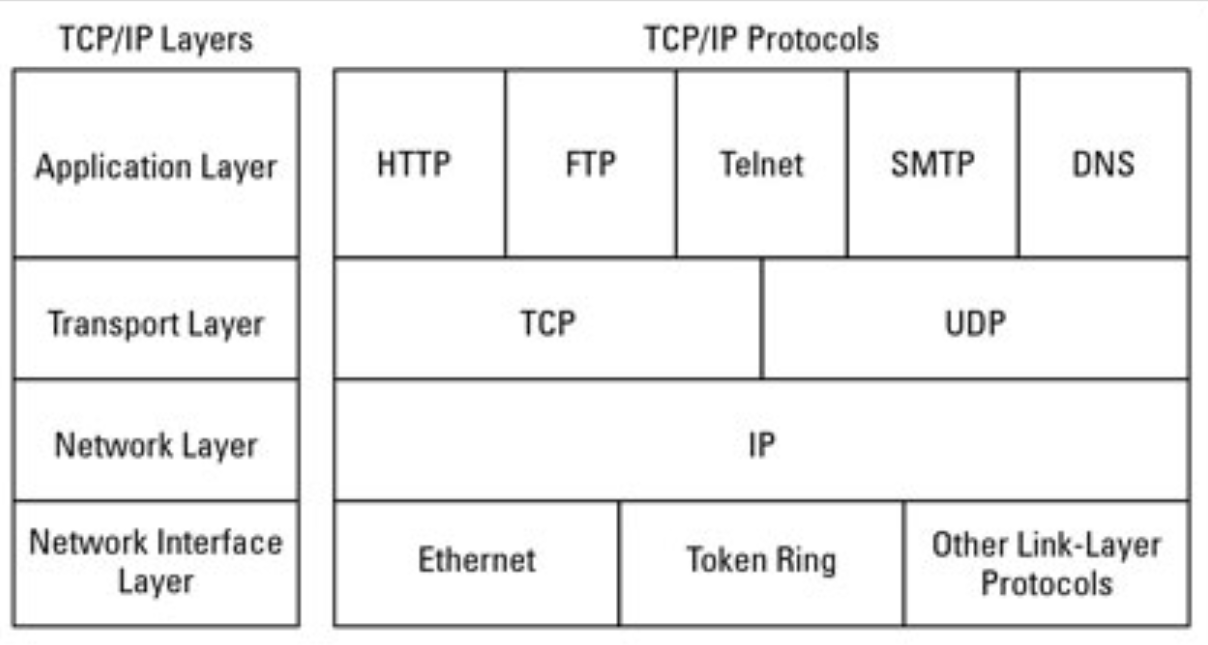 TCP/IP Layers
TCP/IP Protocols
Application Layer
HTTP
FTP
Telnet
SMTP
DNS
Transport Layer
TCP
UDP
Network Layer
IP
Network Interface
Layer
Ethernet
Token Ring
Other Link-Layer
Protocols